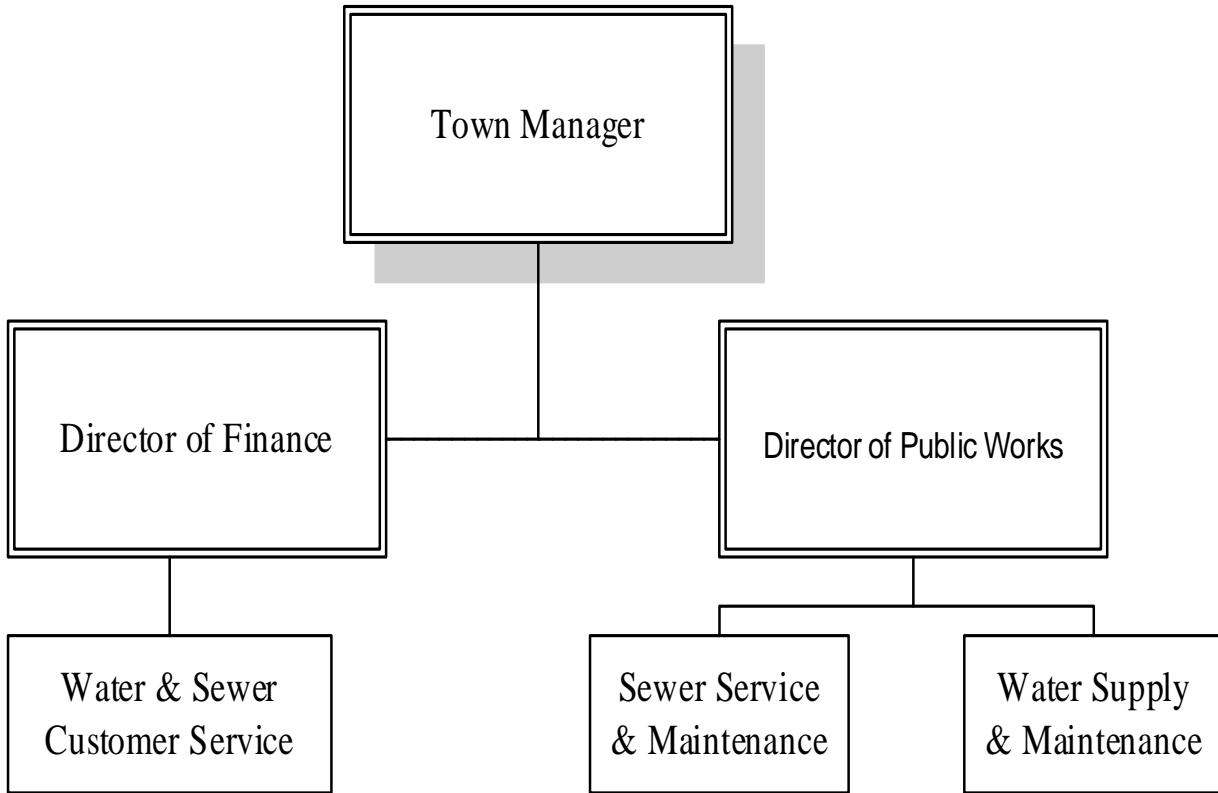 Town Manager
Director of Finance
Director of Public Works
Water & Sewer
Customer Service
Sewer Service
& Maintenance
Water Supply
& Maintenance